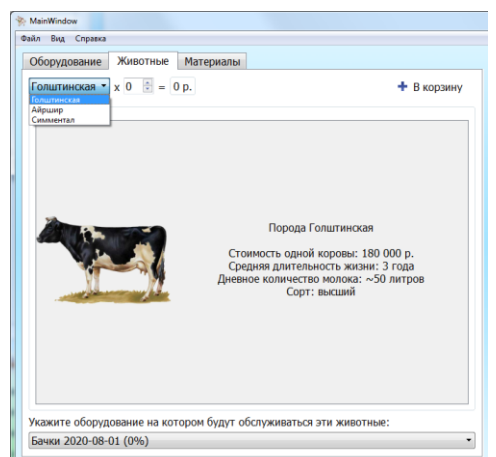 MainWindow
Файл Вид Справка
Оборудование Животные Материалы
Голштинская x 0 = 0 р. + В корзину
Голштинская
Айршир
Симментал
Порода Голштинская
Стоимость одной коровы: 180 000 р.
Средняя длительность жизни: 3 года
Дневное количество молока: ~50 литров
Сорт: высший
Укажите оборудование на котором будут обслуживаться эти животные:
Бачки 2020-08-01 (0%)